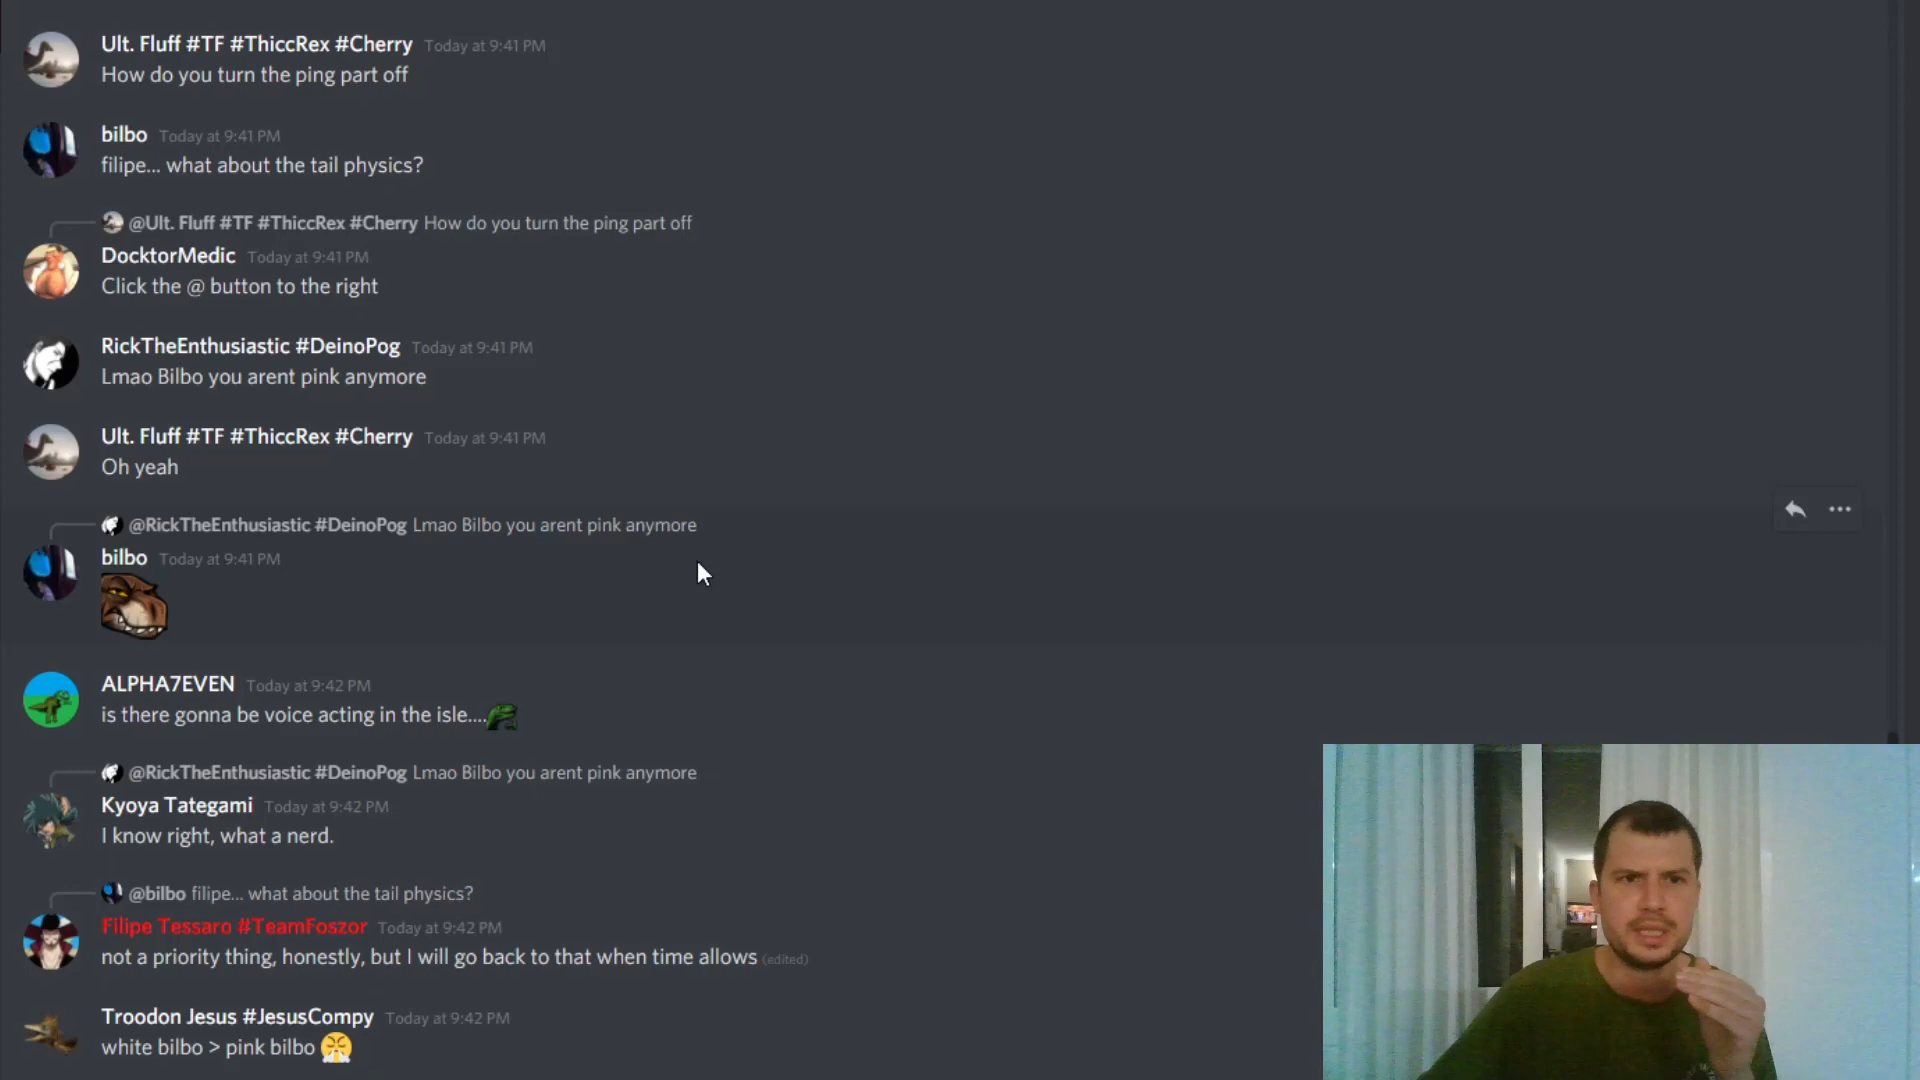 Ult. Fluff #TF #ThiccRex #Cherry Today at 9:41 PM
How do you turn the ping part off
bilbo Today at 9:41 PM
filipe... what about the tail physics?
@Ult. Fluff #TF #ThiccRex #Cherry How do you turn the ping part off
DocktorMedic Today at 9:41 PM
Click the @ button to the right
RickTheEnthusiastic #DeinoPog Today at 9:41 PM
Lmao Bilbo you arent pink anymore
Ult. Fluff #TF #ThiccRex #Cherry Today at 9:41 PM
Oh yeah
@RickTheEnthusiastic #DeinoPog Lmao Bilbo you arent pink anymore
bilbo Today at 9:41 PM
ALPHA7EVEN Today at 9:42 PM
is there gonna be voice acting in the isle....
@RickTheEnthusiastic #DeinoPog Lmao Bilbo you arent pink anymore
Kyoya Tategami Today at 9:42 PM
I know right, what a nerd.
@bilbo filipe... what about the tail physics?
Filipe Tessaro #TeamFoszor Today at 9:42 PM
not a priority thing, honestly, but I will go back to that when time allows (edited)
Troodon Jesus #JesusCompy Today at 9:42 PM
white bilbo > pink bilbo